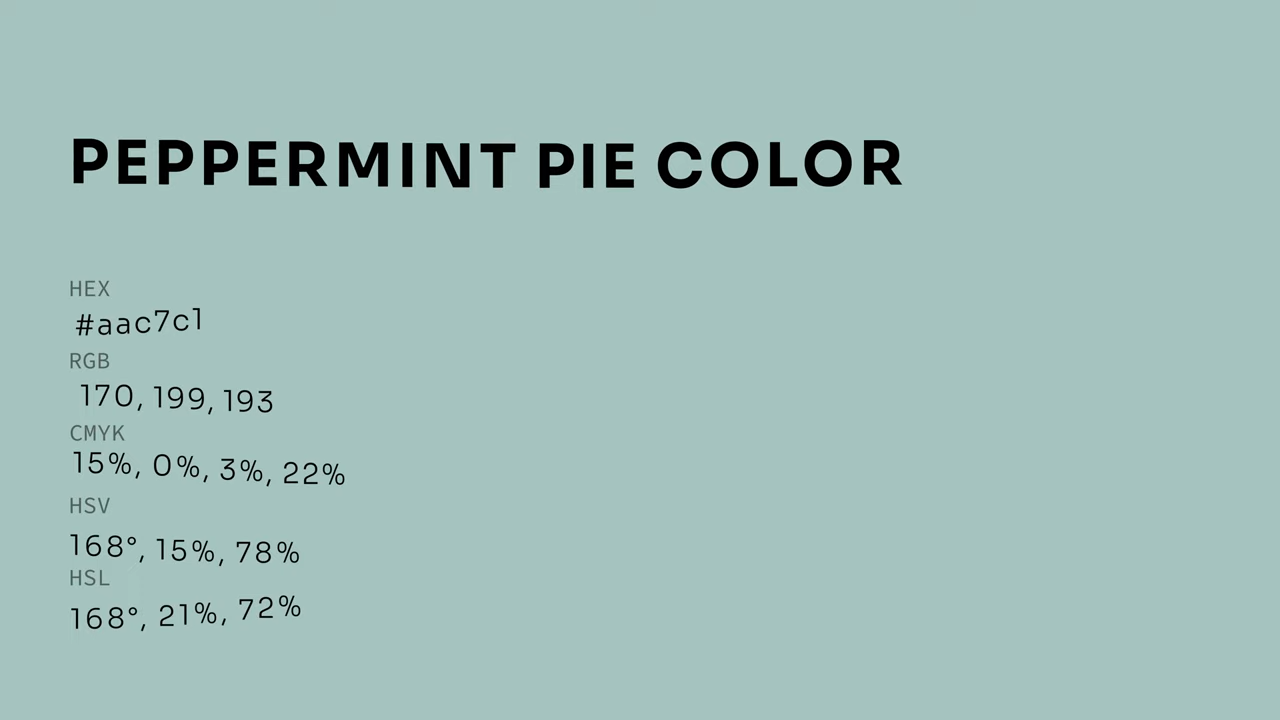 PEPPERMINT PIE COLOR
HEX
#aac7c1
RGB
170, 199, 193
CMYK
15%, 0%, 3%, 22%
HSV
168°, 15%, 78%
HSL
168°, 21%, 72%